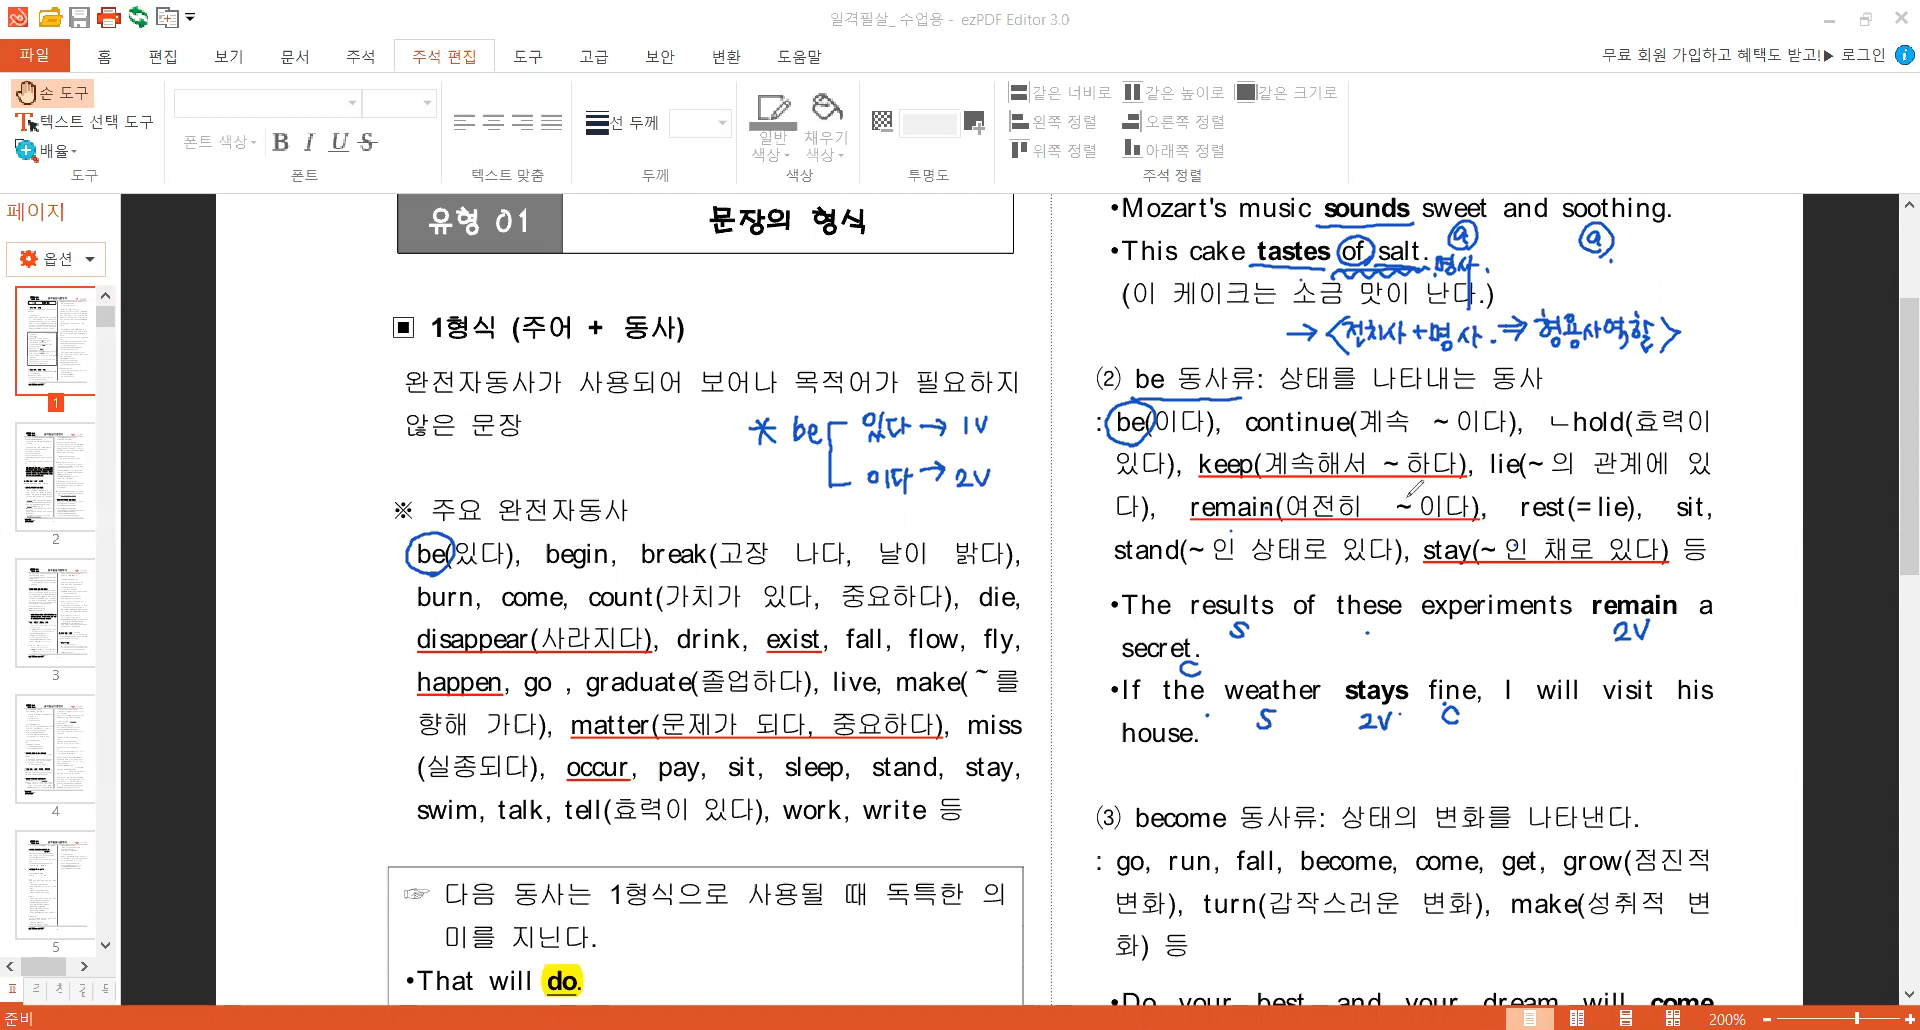 일격필살_ 수업용 - ezPDF Editor 3.0
파일 홈 편집 보기 문서 주석 주석 편집 도구 고급 보안 변환 도움말
무료 회원 가입하고 혜택도 받고!▶ 로그인
손 도구
텍스트 선택 도구
배율
도구
폰트 색상
B I U S
폰트
텍스트 맞춤
선 두께
두께
일반 색상
채우기 색상
색상
투명도
같은 너비로 같은 높이로 같은 크기로
왼쪽 정렬 오른쪽 정렬
위쪽 정렬 아래쪽 정렬
주석 정렬
페이지
옵션
1
2
3
4
5
유형 01 문장의 형식
▣ 1형식 (주어 + 동사)
완전자동사가 사용되어 보어나 목적어가 필요하지
않은 문장
* be 있다 → 1V
이다 → 2V
※ 주요 완전자동사
be(있다), begin, break(고장 나다, 날이 밝다),
burn, come, count(가치가 있다, 중요하다), die,
disappear(사라지다), drink, exist, fall, flow, fly,
happen, go , graduate(졸업하다), live, make(~를
향해 가다), matter(문제가 되다, 중요하다), miss
(실종되다), occur, pay, sit, sleep, stand, stay,
swim, talk, tell(효력이 있다), work, write 등
☞ 다음 동사는 1형식으로 사용될 때 독특한 의
미를 지닌다.
•That will do.
•Mozart's music sounds sweet and soothing.
a a
•This cake tastes of salt.
명사
(이 케이크는 소금 맛이 난다.)
→ <전치사+명사. ⇒ 형용사역할>
(2) be 동사류: 상태를 나타내는 동사
: be(이다), continue(계속 ~이다), ㄴhold(효력이
있다), keep(계속해서 ~하다), lie(~의 관계에 있
다), remain(여전히 ~이다), rest(=lie), sit,
stand(~인 상태로 있다), stay(~인 채로 있다) 등
•The results of these experiments remain a
S 2V
secret.
C
•If the weather stays fine, I will visit his
S 2V C
house.
(3) become 동사류: 상태의 변화를 나타낸다.
: go, run, fall, become, come, get, grow(점진적
변화), turn(갑작스러운 변화), make(성취적 변
화) 등
•Do your best, and your dream will come
준비
200%